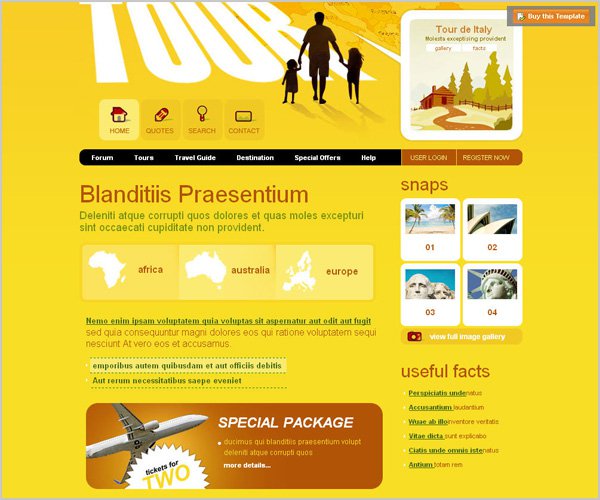 TOUR
Buy this Template
Tour de Italy
Molests exceptising provident
gallery facts
HOME QUOTES SEARCH CONTACT
Forum Tours Travel Guide Destination Special Offers Help USER LOGIN REGISTER NOW
Blanditiis Praesentium
Deleniti atque corrupti quos dolores et quas moles excepturi
sint occaecati cupiditate non provident.
africa australia europe
Nemo enim ipsam voluptatem quia voluptas sit aspernatur aut odit aut fugit
sed quia consequuntur magni dolores eos qui ratione voluptatem sequi
nesciunt At vero eos et accusamus.
emporibus autem quibusdam et aut officiis debitis
Aut rerum necessitatibus saepe eveniet
SPECIAL PACKAGE
ducimus qui blanditiis praesentium volupt
deleniti atque corrupti quos
more details...
tickets for
TWO
snaps
01 02
03 04
view full image gallery
useful facts
Perspiciatis undenatus
Accusantium laudantium
Wuae ab illoinventore veritatis
Vitae dicta sunt explicabo
Ciatis unde omnis istenatus
Antium totam rem